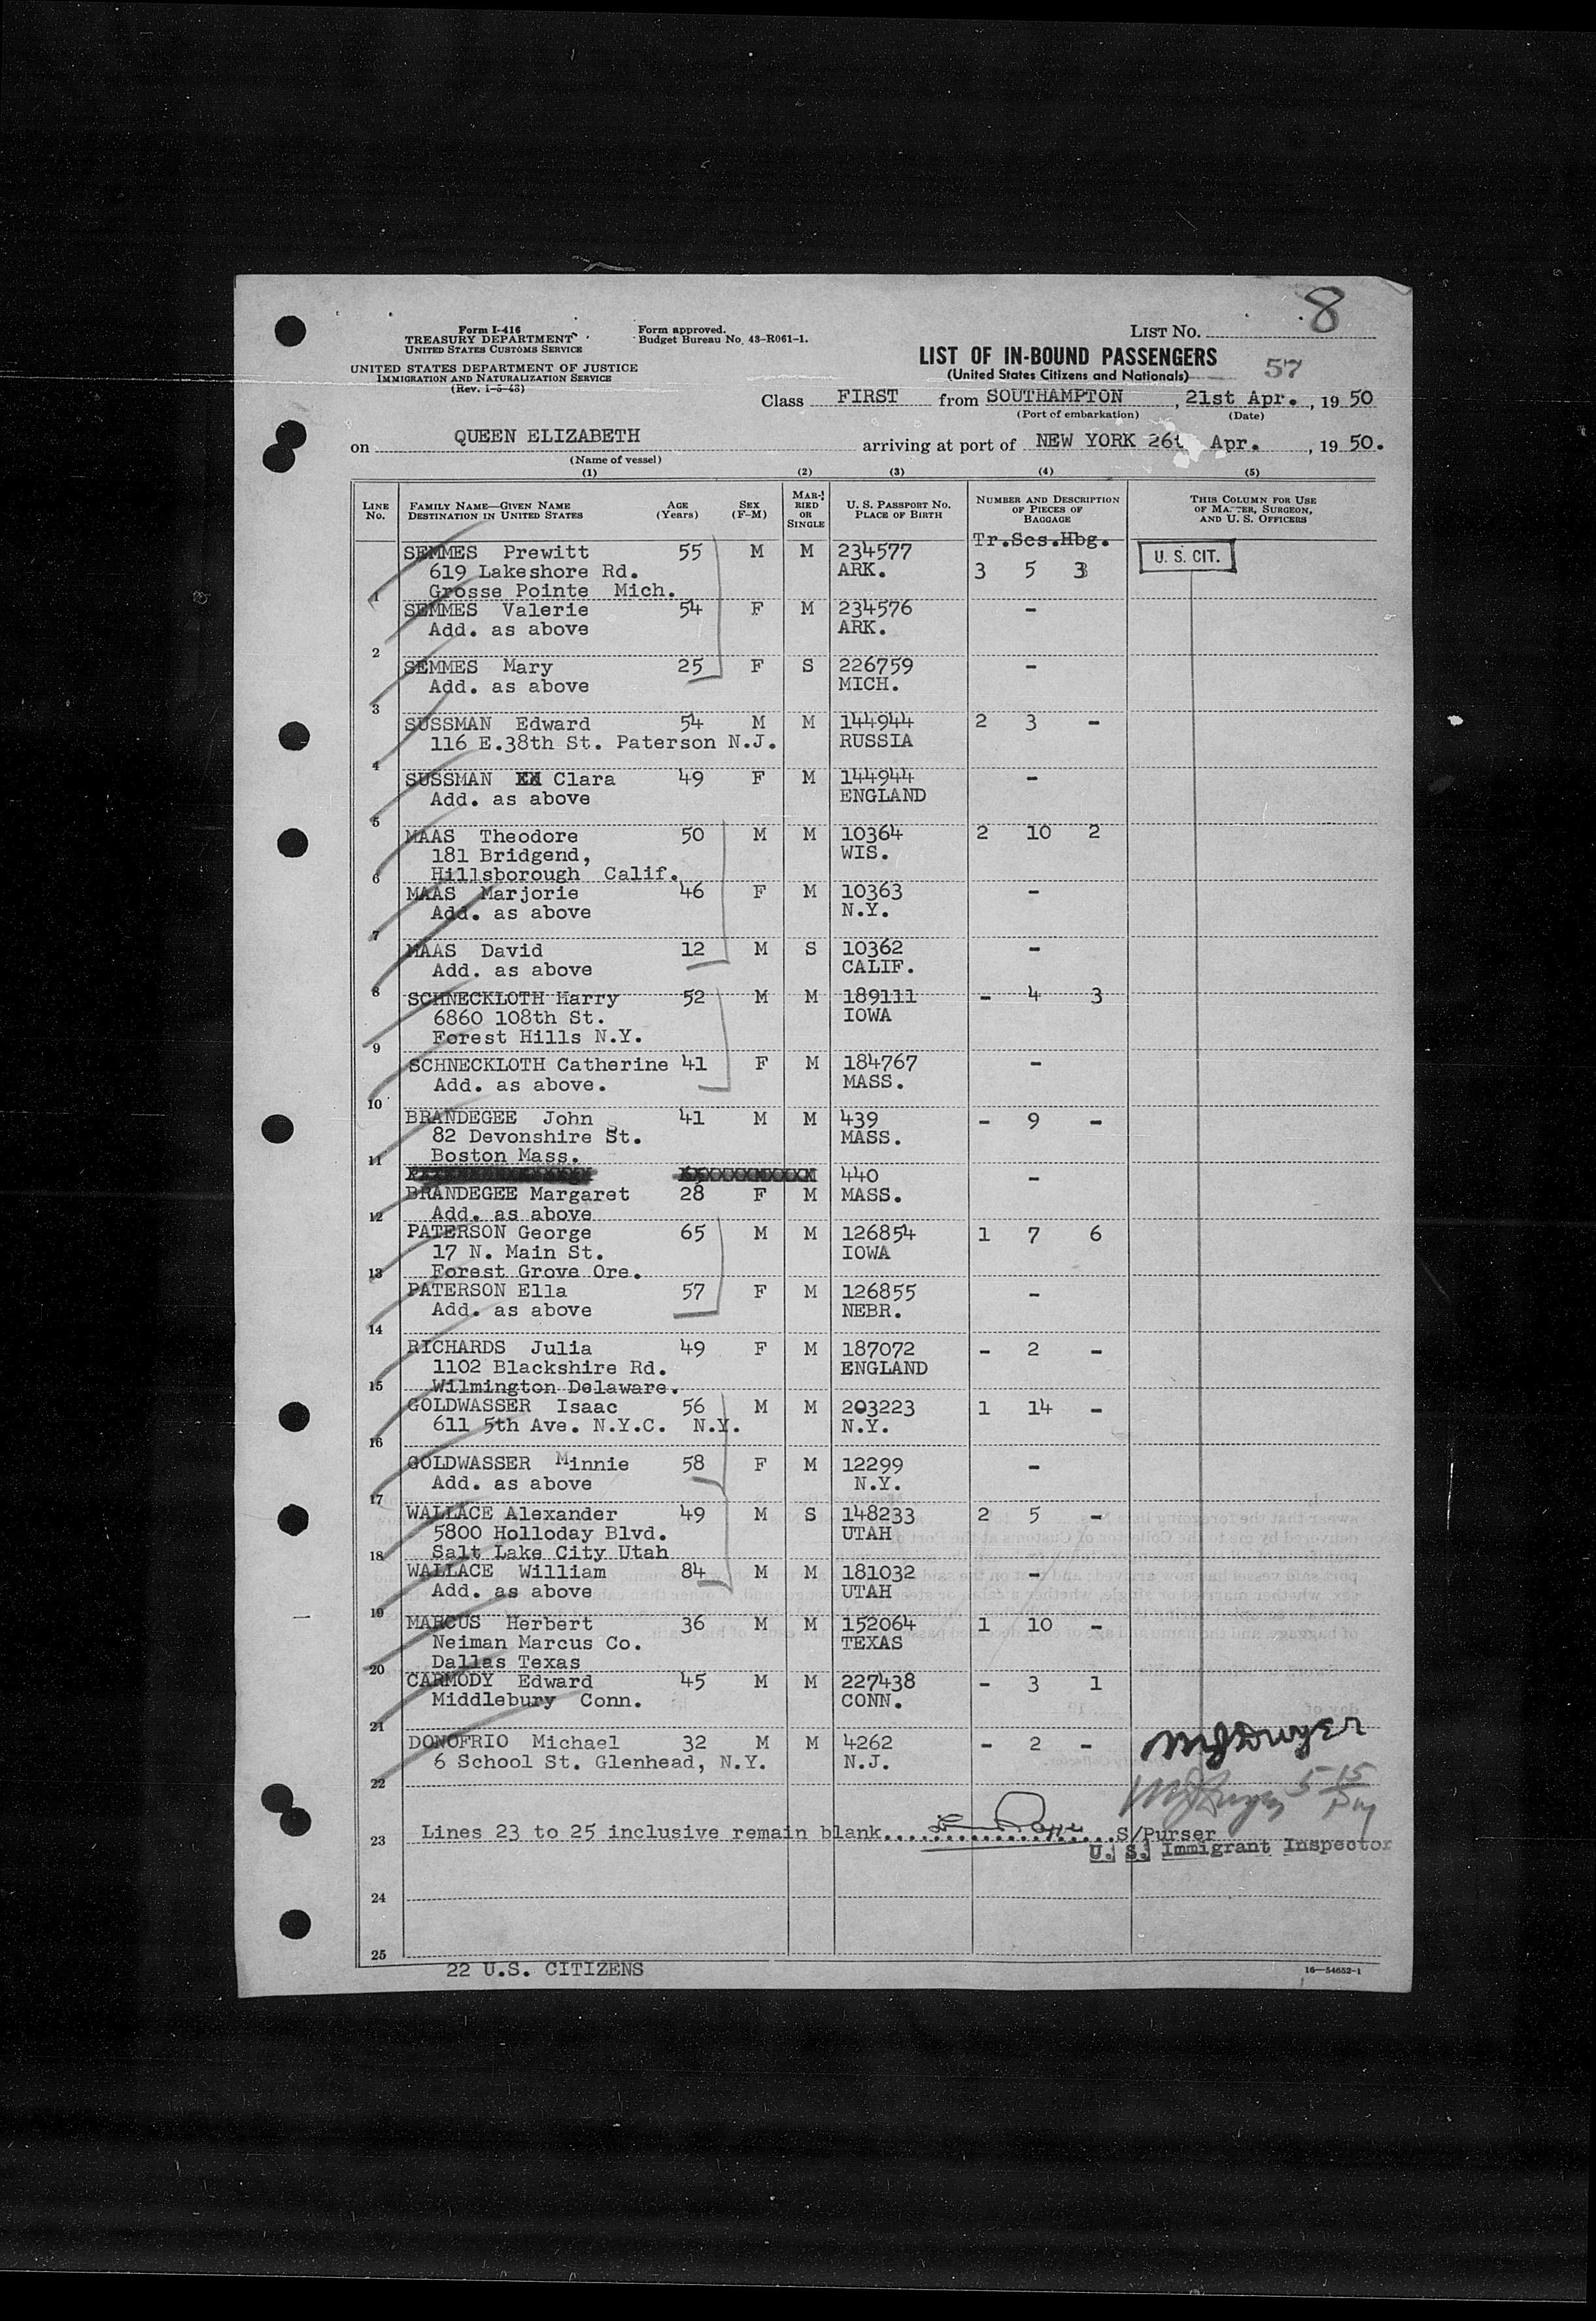 8
Form I-416
TREASURY DEPARTMENT
UNITED STATES CUSTOMS SERVICE
UNITED STATES DEPARTMENT OF JUSTICE
IMMIGRATION AND NATURALIZATION SERVICE
(Rev. 1-5-48)
Form approved.
Budget Bureau No. 43-R061-1.
LIST No.
LIST OF IN-BOUND PASSENGERS
(United States Citizens and Nationals)
57
Class FIRST from SOUTHAMPTON, 21st Apr., 19 50
(Port of embarkation) (Date)
on QUEEN ELIZABETH arriving at port of NEW YORK 26t Apr., 19 50.
(Name of vessel)
(1) (2) (3) (4) (5)
LINE No. FAMILY NAME—GIVEN NAME DESTINATION IN UNITED STATES AGE (Years) SEX (F-M) MARRIED OR SINGLE U. S. PASSPORT No. PLACE OF BIRTH NUMBER AND DESCRIPTION OF PIECES OF BAGGAGE THIS COLUMN FOR USE OF MASTER, SURGEON, AND U. S. OFFICERS
Tr.Scs.Hbg.
SEMMES Prewitt 55 M M 234577 U. S. CIT.
619 Lakeshore Rd. ARK. 3 5 3
1 Grosse Pointe Mich.
SEMMES Valerie 54 F M 234576 -
Add. as above ARK.
2
SEMMES Mary 25 F S 226759 -
Add. as above MICH.
3
SUSSMAN Edward 54 M M 144944 2 3 -
116 E.38th St. Paterson N.J. RUSSIA
4
SUSSMAN Clara 49 F M 144944 -
Add. as above ENGLAND
5
MAAS Theodore 50 M M 10364 2 10 2
181 Bridgend, WIS.
6 Hillsborough Calif.
MAAS Marjorie 46 F M 10363 -
Add. as above N.Y.
7
MAAS David 12 M S 10362 -
Add. as above CALIF.
8
SCHNECKLOTH Harry 52 M M 189111 - 4 3
6860 108th St. IOWA
9 Forest Hills N.Y.
SCHNECKLOTH Catherine 41 F M 184767 -
Add. as above. MASS.
10
BRANDEGEE John 41 M M 439 - 9 -
82 Devonshire St. MASS.
11 Boston Mass.
440 -
BRANDEGEE Margaret 28 F M MASS.
12 Add. as above
PATERSON George 65 M M 126854 1 7 6
17 N. Main St. IOWA
13 Forest Grove Ore.
PATERSON Ella 57 F M 126855 -
Add. as above NEBR.
14
RICHARDS Julia 49 F M 187072 - 2 -
1102 Blackshire Rd. ENGLAND
15 Wilmington Delaware.
GOLDWASSER Isaac 56 M M 203223 1 14 -
611 5th Ave. N.Y.C. N.Y. N.Y.
16
GOLDWASSER Minnie 58 F M 12299 -
Add. as above N.Y.
17
WALLACE Alexander 49 M S 148233 2 5 -
5800 Holloday Blvd. UTAH
18 Salt Lake City Utah
WALLACE William 84 M M 181032 -
Add. as above UTAH
19
MARCUS Herbert 36 M M 152064 1 10 -
Neiman Marcus Co. TEXAS
20 Dallas Texas
CARMODY Edward 45 M M 227438 - 3 1
Middlebury Conn. CONN.
21
DONOFRIO Michael 32 M M 4262 - 2 -
6 School St. Glenhead, N.Y. N.J.
22
23 Lines 23 to 25 inclusive remain blank....................S/Purser
U. S. Immigrant Inspector
24
25
22 U.S. CITIZENS
16—54652-1